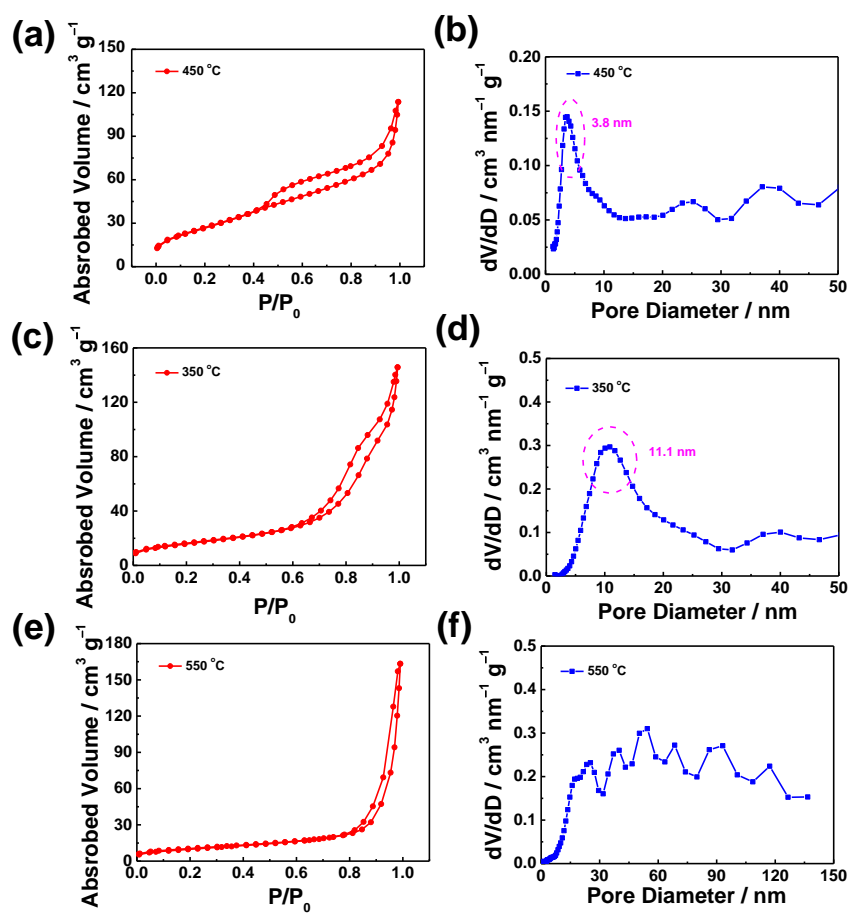 (a)
Absrobed Volume / cm³ g⁻¹
150
120
90
60
30
0
450 °C
0.0 0.2 0.4 0.6 0.8 1.0
P/P₀
(b)
dV/dD / cm³ nm⁻¹ g⁻¹
0.20
0.15
0.10
0.05
0.00
450 °C
3.8 nm
0 10 20 30 40 50
Pore Diameter / nm
(c)
Absrobed Volume / cm³ g⁻¹
160
120
80
40
0
350 °C
0.0 0.2 0.4 0.6 0.8 1.0
P/P₀
(d)
dV/dD / cm³ nm⁻¹ g⁻¹
0.5
0.4
0.3
0.2
0.1
0.0
350 °C
11.1 nm
0 10 20 30 40 50
Pore Diameter / nm
(e)
Absrobed Volume / cm³ g⁻¹
180
150
120
90
60
30
0
550 °C
0.0 0.2 0.4 0.6 0.8 1.0
P/P₀
(f)
dV/dD / cm³ nm⁻¹ g⁻¹
0.5
0.4
0.3
0.2
0.1
0.0
550 °C
0 30 60 90 120 150
Pore Diameter / nm